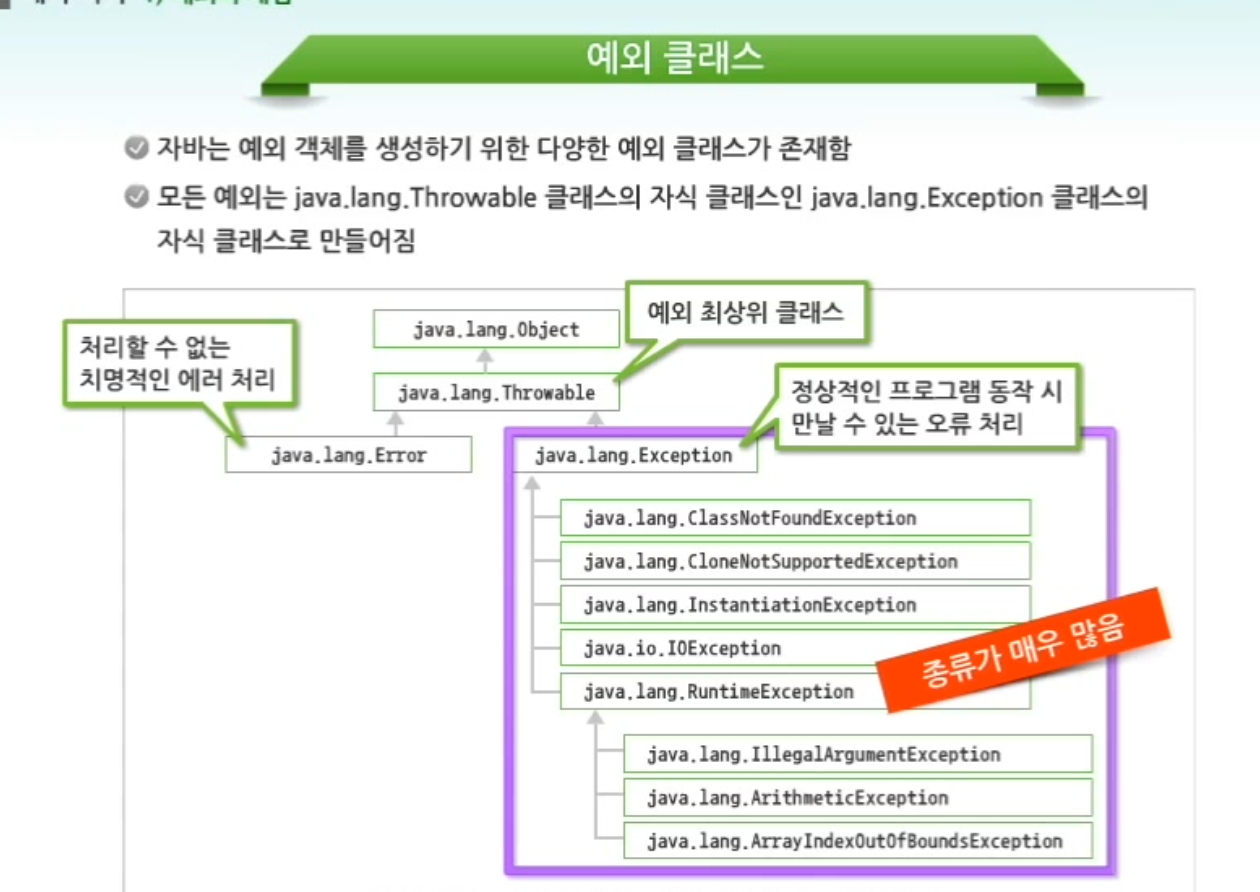 예외 클래스
자바는 예외 객체를 생성하기 위한 다양한 예외 클래스가 존재함
모든 예외는 java.lang.Throwable 클래스의 자식 클래스인 java.lang.Exception 클래스의
자식 클래스로 만들어짐
예외 최상위 클래스
java.lang.Object
처리할 수 없는
치명적인 에러 처리
java.lang.Throwable
정상적인 프로그램 동작 시
만날 수 있는 오류 처리
java.lang.Error
java.lang.Exception
java.lang.ClassNotFoundException
java.lang.CloneNotSupportedException
java.lang.InstantiationException
java.io.IOException
종류가 매우 많음
java.lang.RuntimeException
java.lang.IllegalArgumentException
java.lang.ArithmeticException
java.lang.ArrayIndexOutOfBoundsException